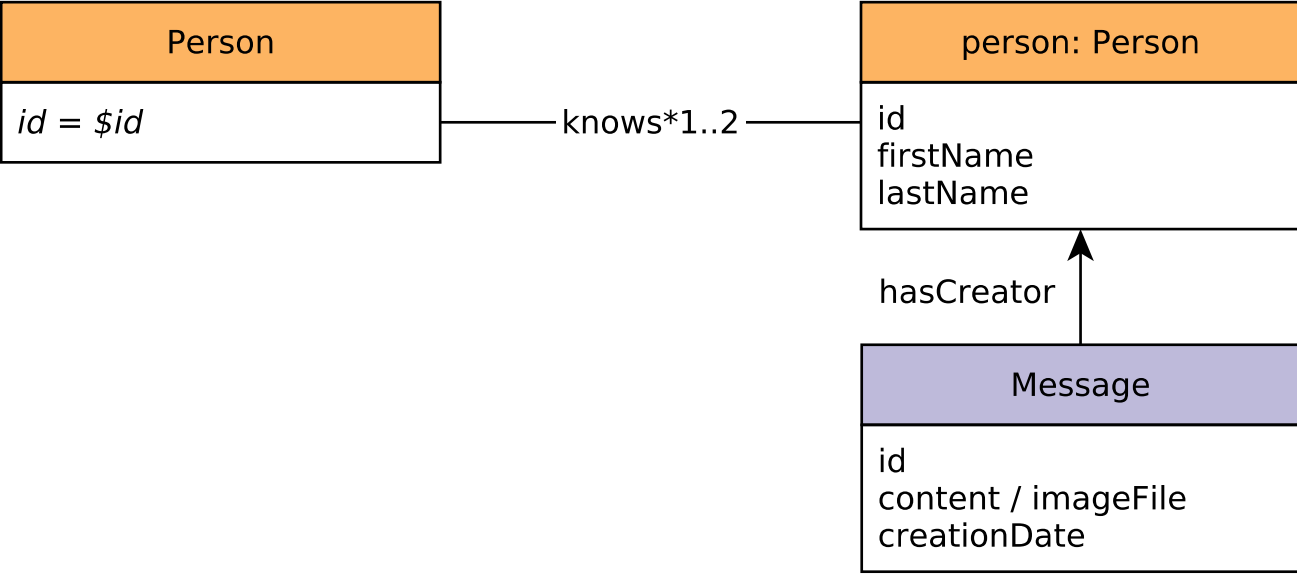 Person
id = $id
knows*1..2
person: Person
id
firstName
lastName
hasCreator
Message
id
content / imageFile
creationDate